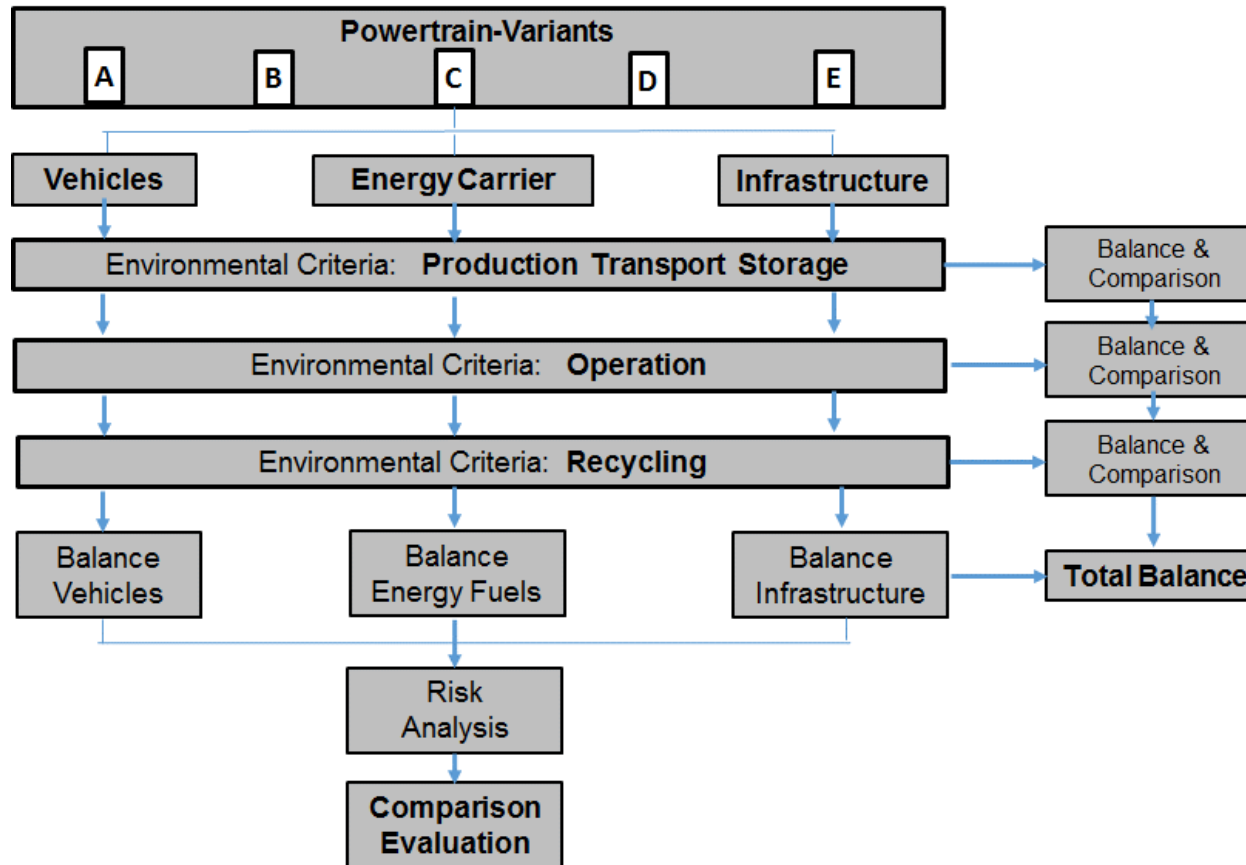 Powertrain-Variants
A
B
C
D
E
Vehicles
Energy Carrier
Infrastructure
Environmental Criteria: Production Transport Storage
Balance &
Comparison
Environmental Criteria: Operation
Balance &
Comparison
Environmental Criteria: Recycling
Balance &
Comparison
Balance
Vehicles
Balance
Energy Fuels
Balance
Infrastructure
Total Balance
Risk
Analysis
Comparison
Evaluation